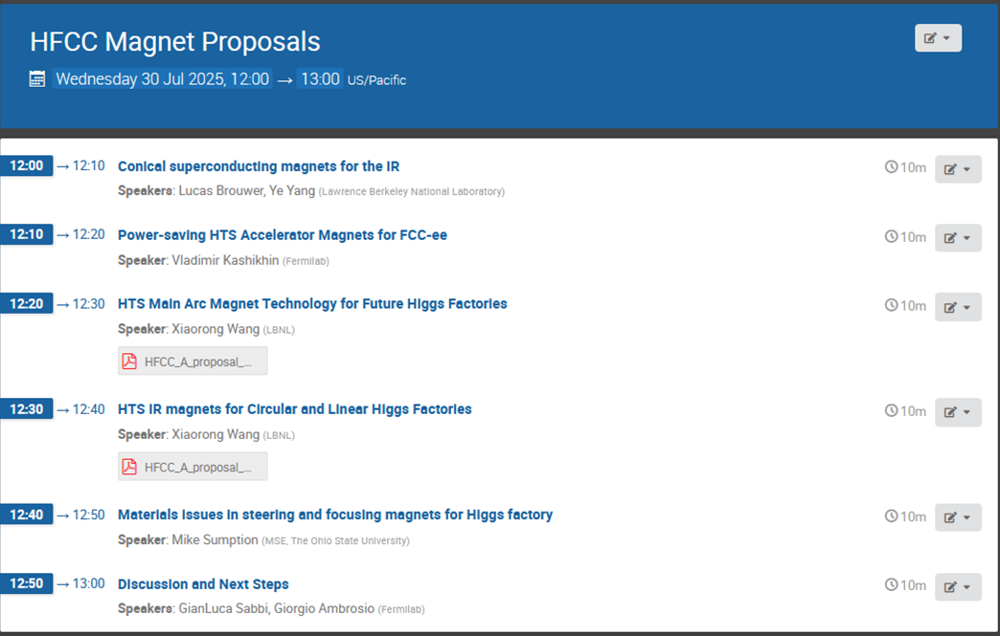 HFCC Magnet Proposals
Wednesday 30 Jul 2025, 12:00 → 13:00 US/Pacific
12:00 → 12:10 Conical superconducting magnets for the IR 10m
Speakers: Lucas Brouwer, Ye Yang (Lawrence Berkeley National Laboratory)
12:10 → 12:20 Power-saving HTS Accelerator Magnets for FCC-ee 10m
Speaker: Vladimir Kashikhin (Fermilab)
12:20 → 12:30 HTS Main Arc Magnet Technology for Future Higgs Factories 10m
Speaker: Xiaorong Wang (LBNL)
HFCC_A_proposal_...
12:30 → 12:40 HTS IR magnets for Circular and Linear Higgs Factories 10m
Speaker: Xiaorong Wang (LBNL)
HFCC_A_proposal_...
12:40 → 12:50 Materials issues in steering and focusing magnets for Higgs factory 10m
Speaker: Mike Sumption (MSE, The Ohio State University)
12:50 → 13:00 Discussion and Next Steps 10m
Speakers: GianLuca Sabbi, Giorgio Ambrosio (Fermilab)